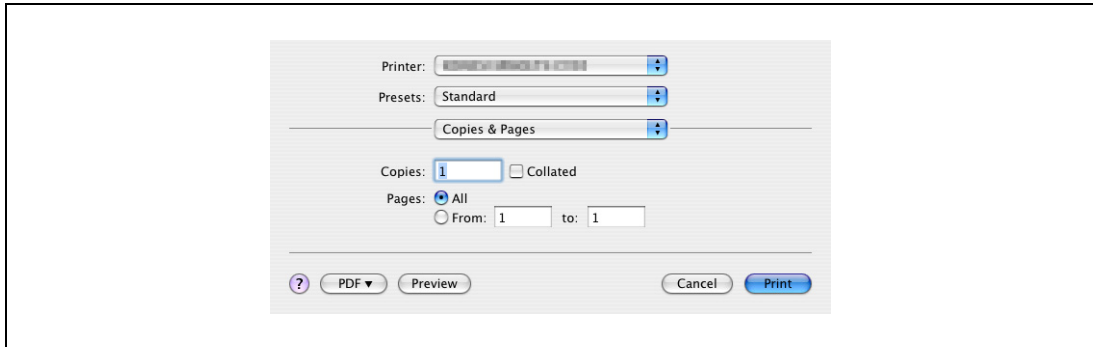 Printer:
Presets: Standard
Copies & Pages
Copies: 1 Collated
Pages: All
From: 1 to: 1
? PDF Preview Cancel Print